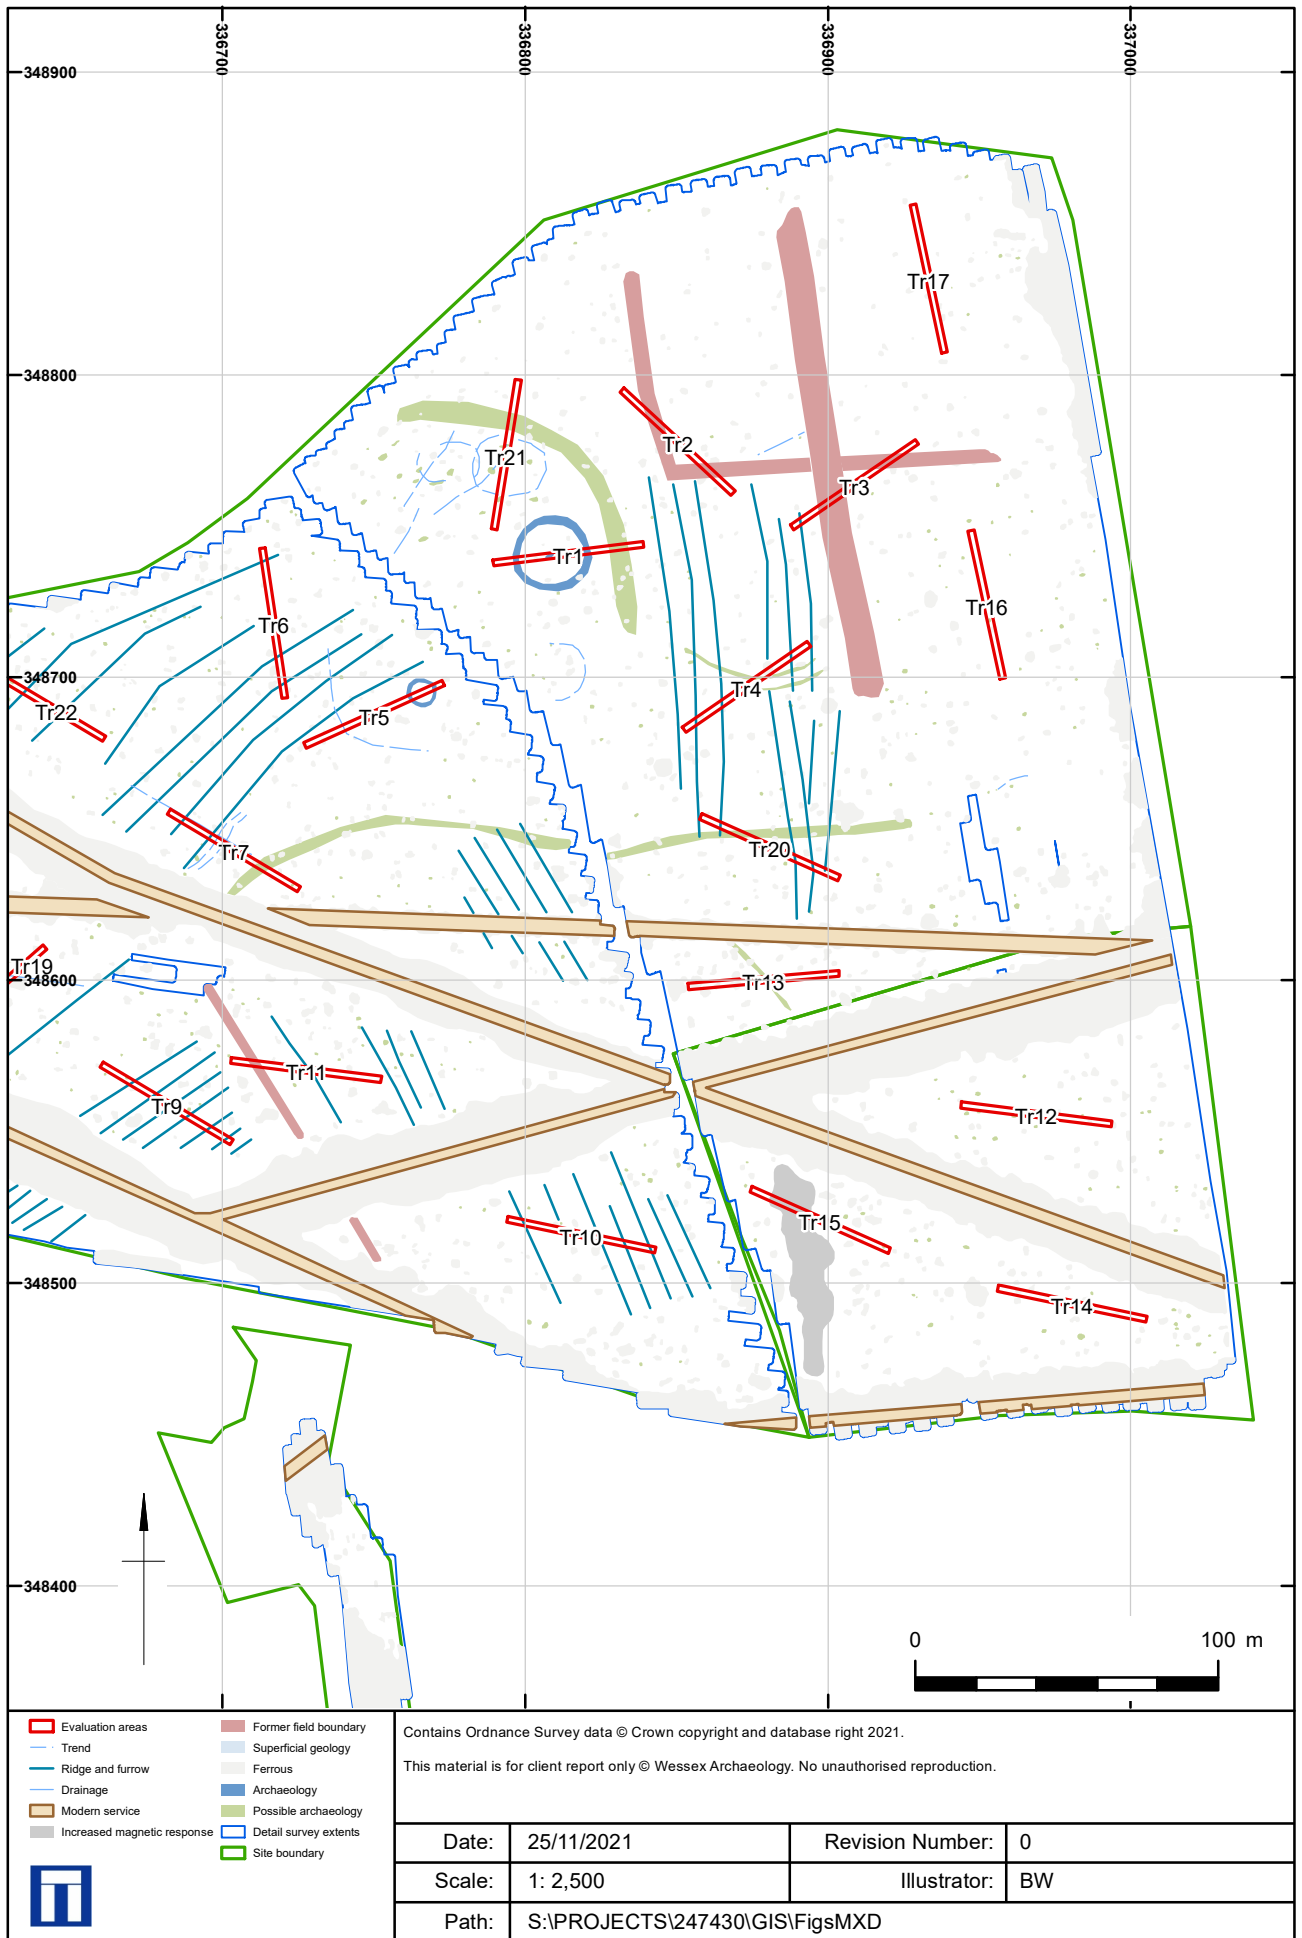 336700
336800
336900
337000
348900
348800
348700
348600
348500
348400
Tr17
Tr2
Tr21
Tr3
Tr1
Tr16
Tr6
Tr4
Tr22
Tr5
Tr20
Tr7
Tr19
Tr13
Tr11
Tr9
Tr12
Tr15
Tr10
Tr14
0 100 m
Evaluation areas
Trend
Ridge and furrow
Drainage
Modern service
Increased magnetic response
Former field boundary
Superficial geology
Ferrous
Archaeology
Possible archaeology
Detail survey extents
Site boundary
Contains Ordnance Survey data © Crown copyright and database right 2021.
This material is for client report only © Wessex Archaeology. No unauthorised reproduction.
Date: 25/11/2021 Revision Number: 0
Scale: 1: 2,500 Illustrator: BW
Path: S:\PROJECTS\247430\GIS\FigsMXD